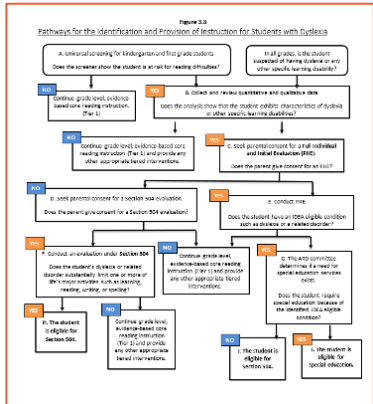 Figure 3.8
Pathways for the Identification and Provision of Instruction for Students with Dyslexia
A. Universal screening for kindergarten and first grade students
Does the screener show the student is at risk for reading difficulties?
In all grades, is the student
suspected of having dyslexia or any
other specific learning disability?
NO
Continue grade level, evidence-
based core reading instruction
(Tier 1)
YES
B. Collect and review quantitative and qualitative data
Does the analysis show that the student exhibits characteristics of dyslexia
or other specific learning disabilities?
NO
Continue grade level, evidence-based core
reading instruction (Tier 1) and provide any
other appropriate tiered interventions.
YES
C. Seek parental consent for a Full Individual
and Initial Evaluation (FIIE).
Does the parent give consent for an FIIE?
NO
D. Seek parental consent for a Section 504 evaluation.
Does the parent give consent for a Section 504 evaluation?
YES
E. Conduct FIIE
Does the student have an IDEA eligible condition
such as dyslexia or a related disorder?
YES
F. Conduct an evaluation under Section 504
Does the student's dyslexia or related
disorder substantially limit one or more of
life's major activities such as learning,
reading, writing, or spelling?
NO
Continue grade level,
evidence-based core reading
instruction (Tier 1) and provide
any other appropriate tiered
interventions.
YES
G. The ARD committee
determines if a need for
special education services
exists.
Does the student require
special education because of
the identified IDEA eligible
condition?
YES
H. The student
is eligible for
Section 504.
NO
Continue grade level,
evidence-based core
reading instruction
(Tier 1) and provide
any other appropriate
tiered interventions.
NO
J. The student is eligible for
Section 504.
YES
The student is
eligible for
special education.